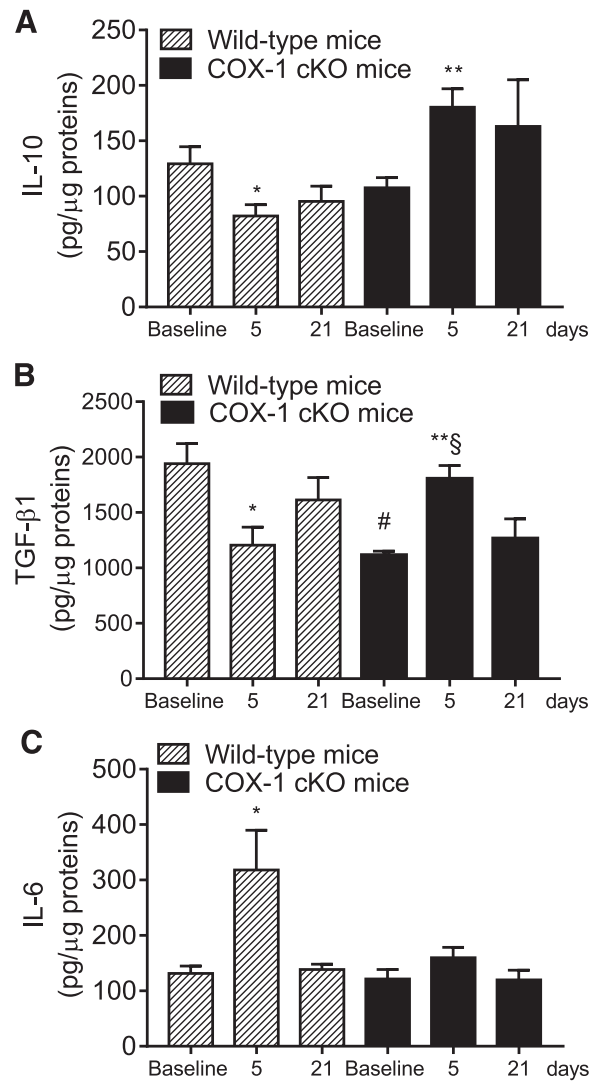 A
Wild-type mice
COX-1 cKO mice
IL-10
(pg/μg proteins)
250
200
150
100
50
0
*
**
Baseline 5 21 Baseline 5 21 days
B
Wild-type mice
COX-1 cKO mice
TGF-β1
(pg/μg proteins)
2500
2000
1500
1000
500
0
*
#
**§
Baseline 5 21 Baseline 5 21 days
C
Wild-type mice
COX-1 cKO mice
IL-6
(pg/μg proteins)
500
400
300
200
100
0
*
Baseline 5 21 Baseline 5 21 days